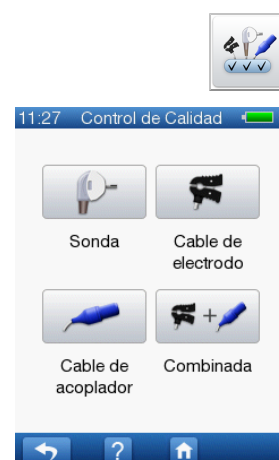 11:27 Control de Calidad
Sonda
Cable de
electrodo
Cable de
acoplador
Combinada
?